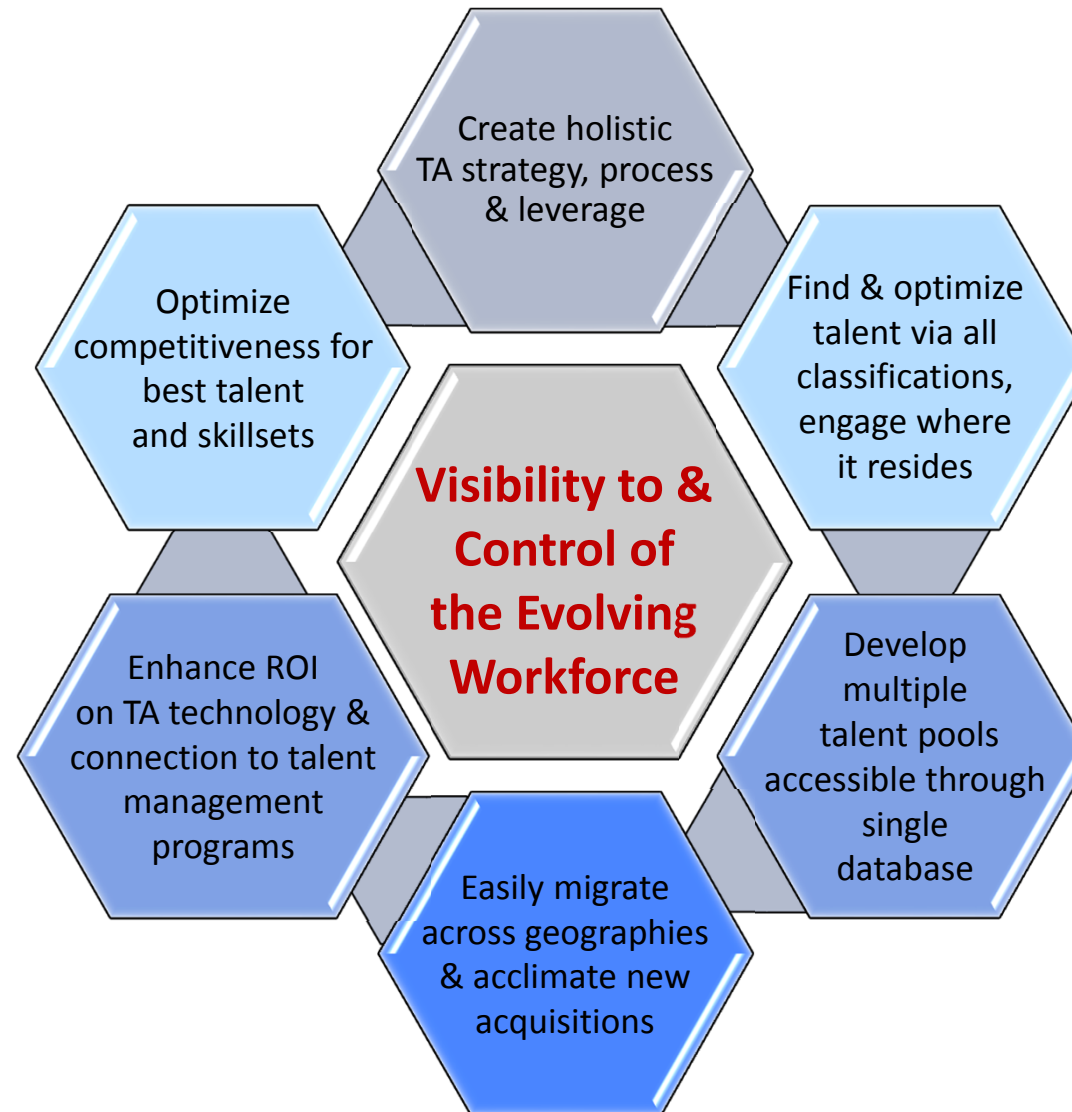 Create holistic
TA strategy, process
& leverage
Find & optimize
talent via all
classifications,
engage where
it resides
Develop
multiple
talent pools
accessible through
single
database
Easily migrate
across geographies
& acclimate new
acquisitions
Enhance ROI
on TA technology &
connection to talent
management
programs
Optimize
competitiveness for
best talent
and skillsets
Visibility to &
Control of
the Evolving
Workforce